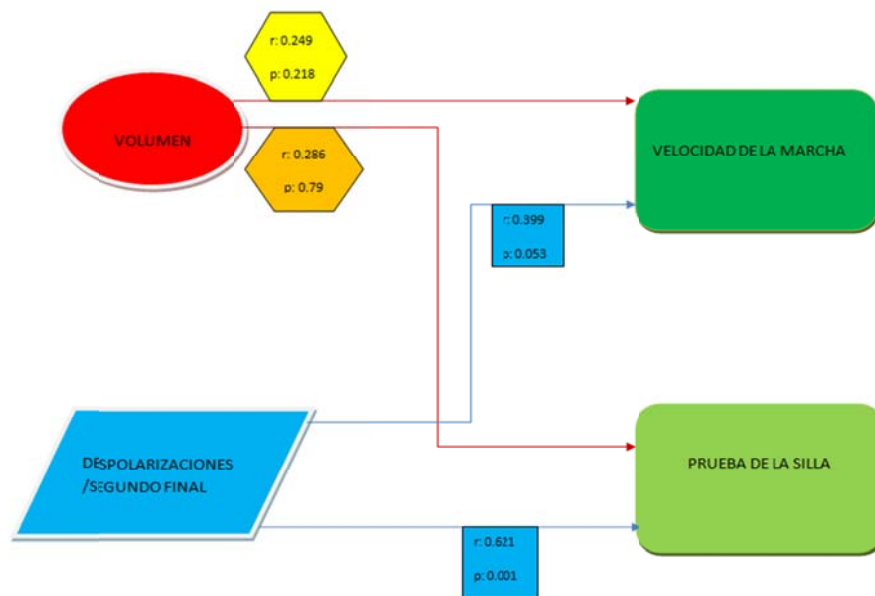 r: 0.249
p: 0.218
VOLUMEN
r: 0.286
p: 0.79
VELOCIDAD DE LA MARCHA
r: 0.399
p: 0.053
DESPOLARIZACIONES
/SEGUNDO FINAL
PRUEBA DE LA SILLA
r: 0.621
p: 0.001